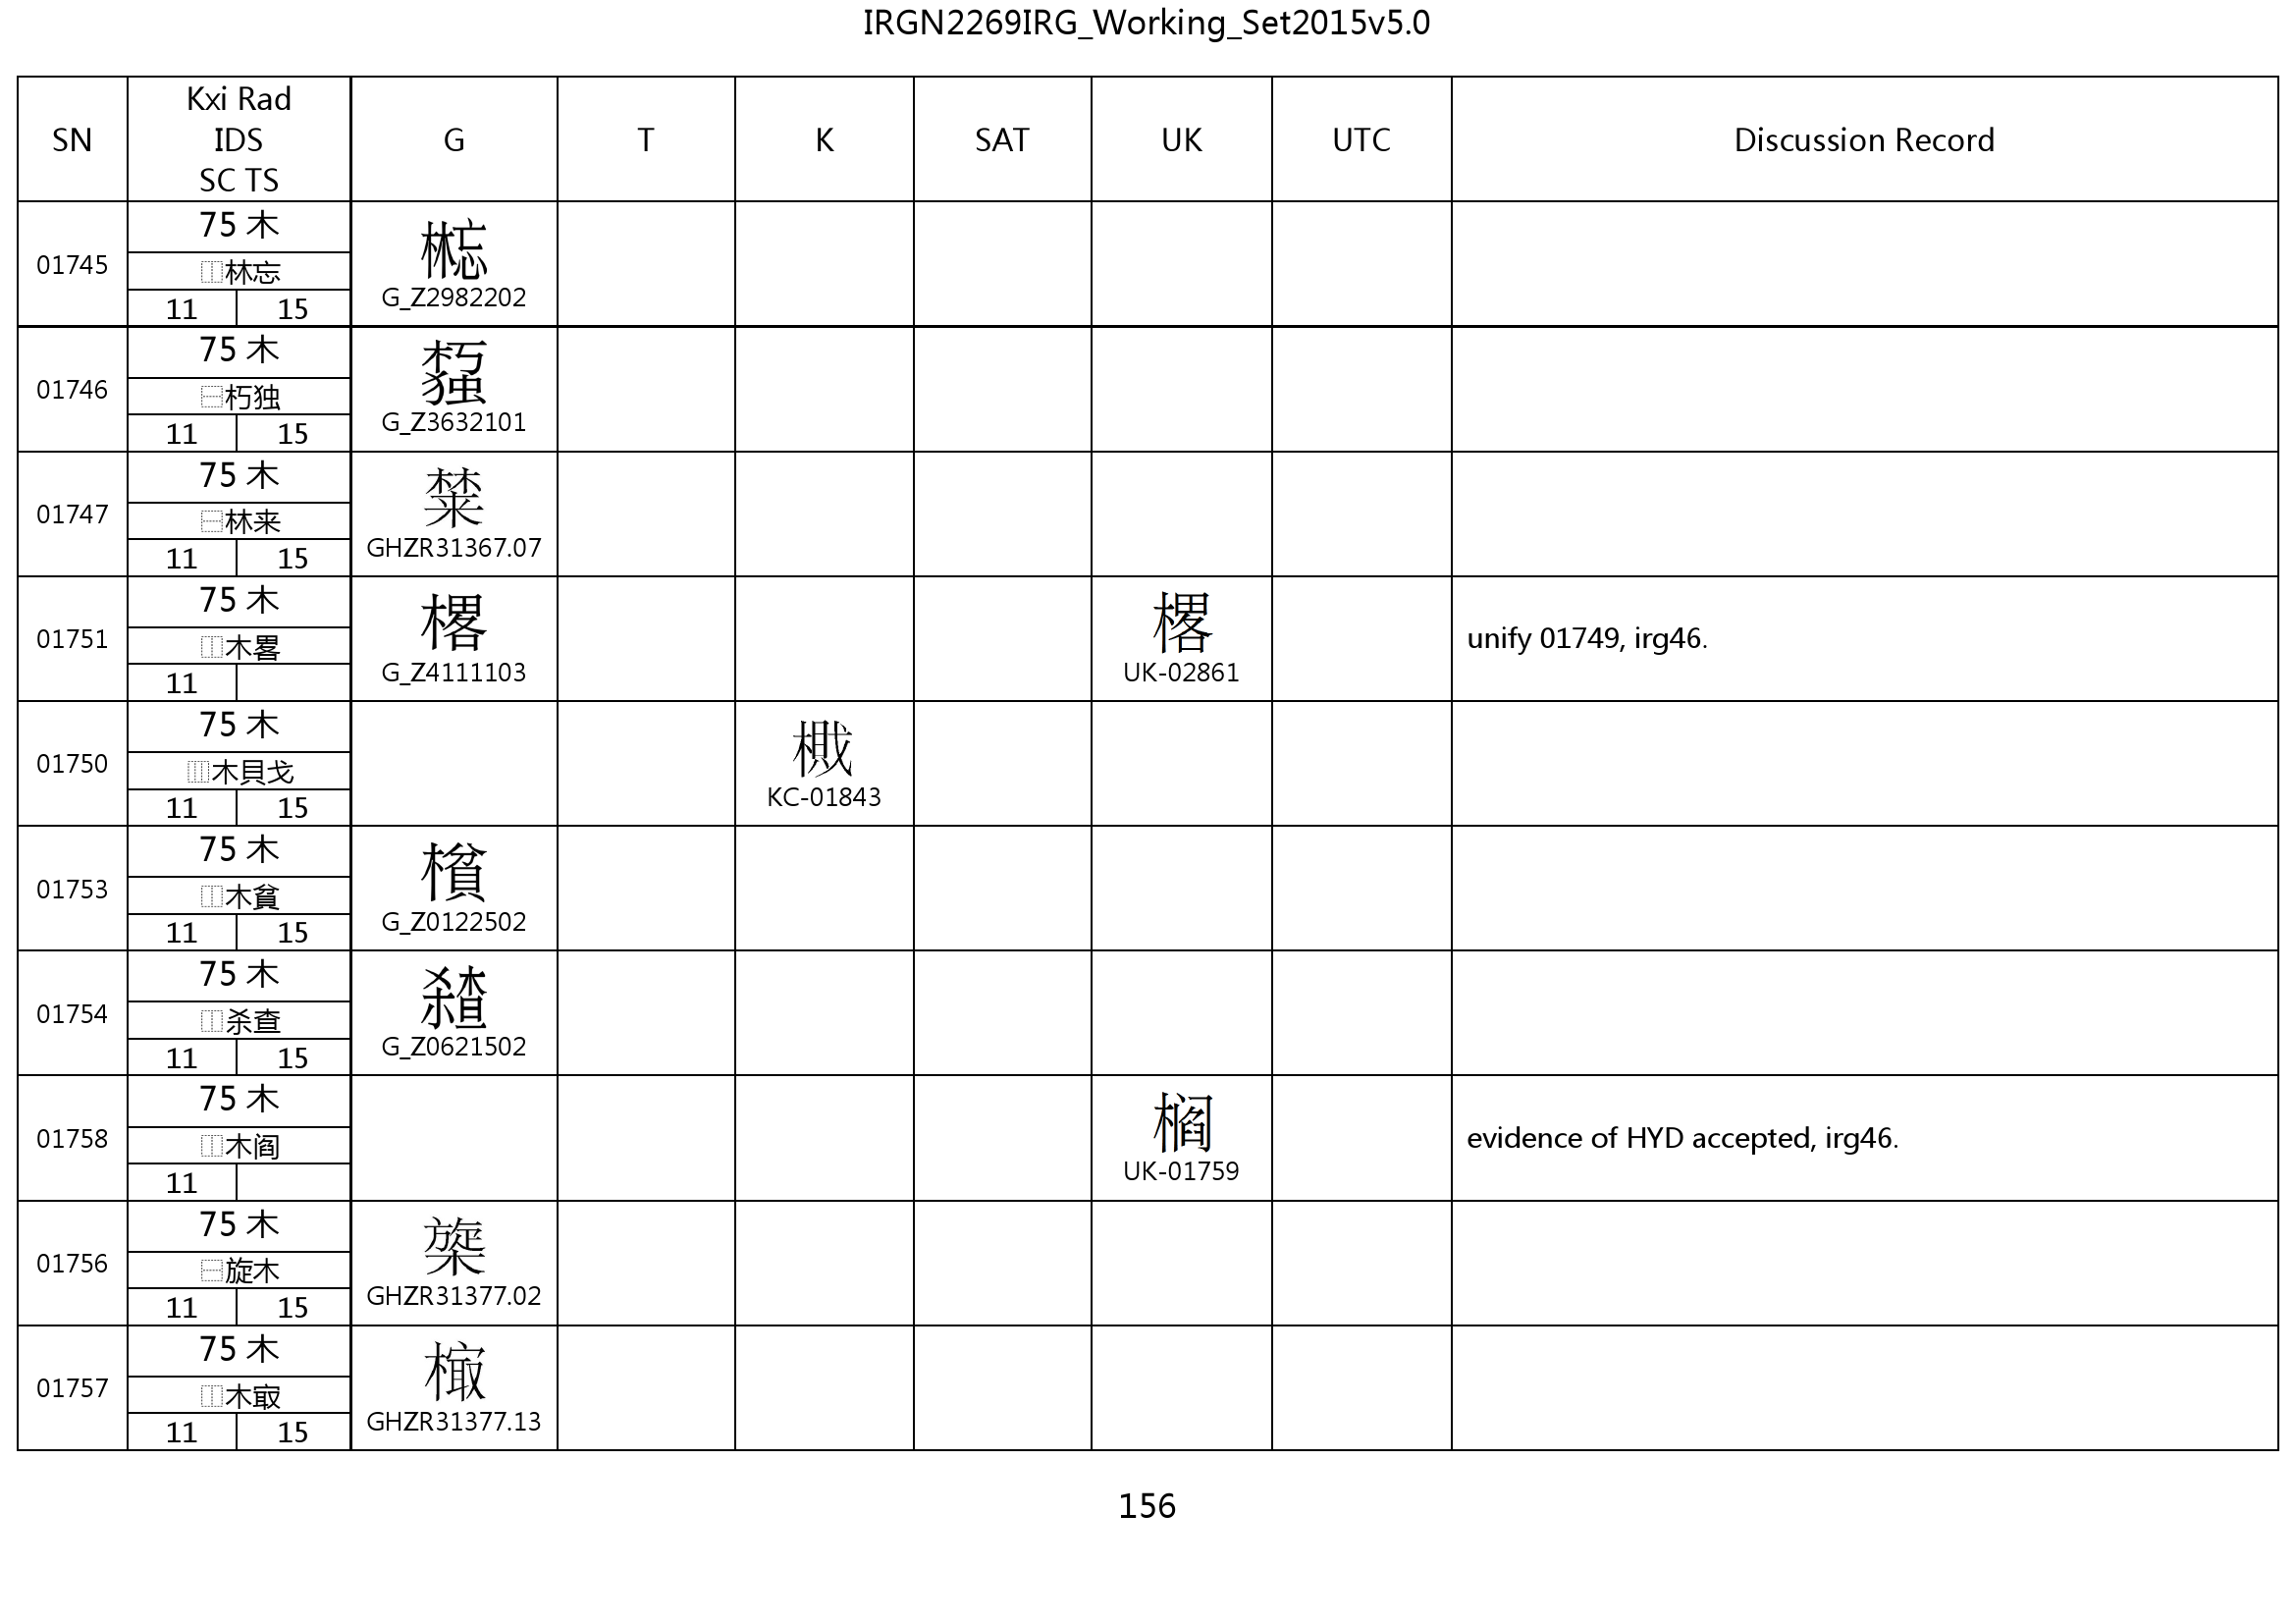 IRGN2269IRG_Working_Set2015v5.0
SN Kxi Rad IDS SC TS G T K SAT UK UTC Discussion Record
75 木
01745
⿰林忘
11 15
G_Z2982202
75 木
01746
⿱朽独
11 15
G_Z3632101
75 木
01747
⿱林来
11 15
GHZR31367.07
75 木
01751
⿰木畧
11
G_Z4111103
UK-02861
unify 01749, irg46.
75 木
01750
⿲木貝戈
11 15
KC-01843
75 木
01753
⿰木貧
11 15
G_Z0122502
75 木
01754
⿰杀查
11 15
G_Z0621502
75 木
01758
⿰木阎
11
UK-01759
evidence of HYD accepted, irg46.
75 木
01756
⿱旋木
11 15
GHZR31377.02
75 木
01757
11 15
GHZR31377.13
156